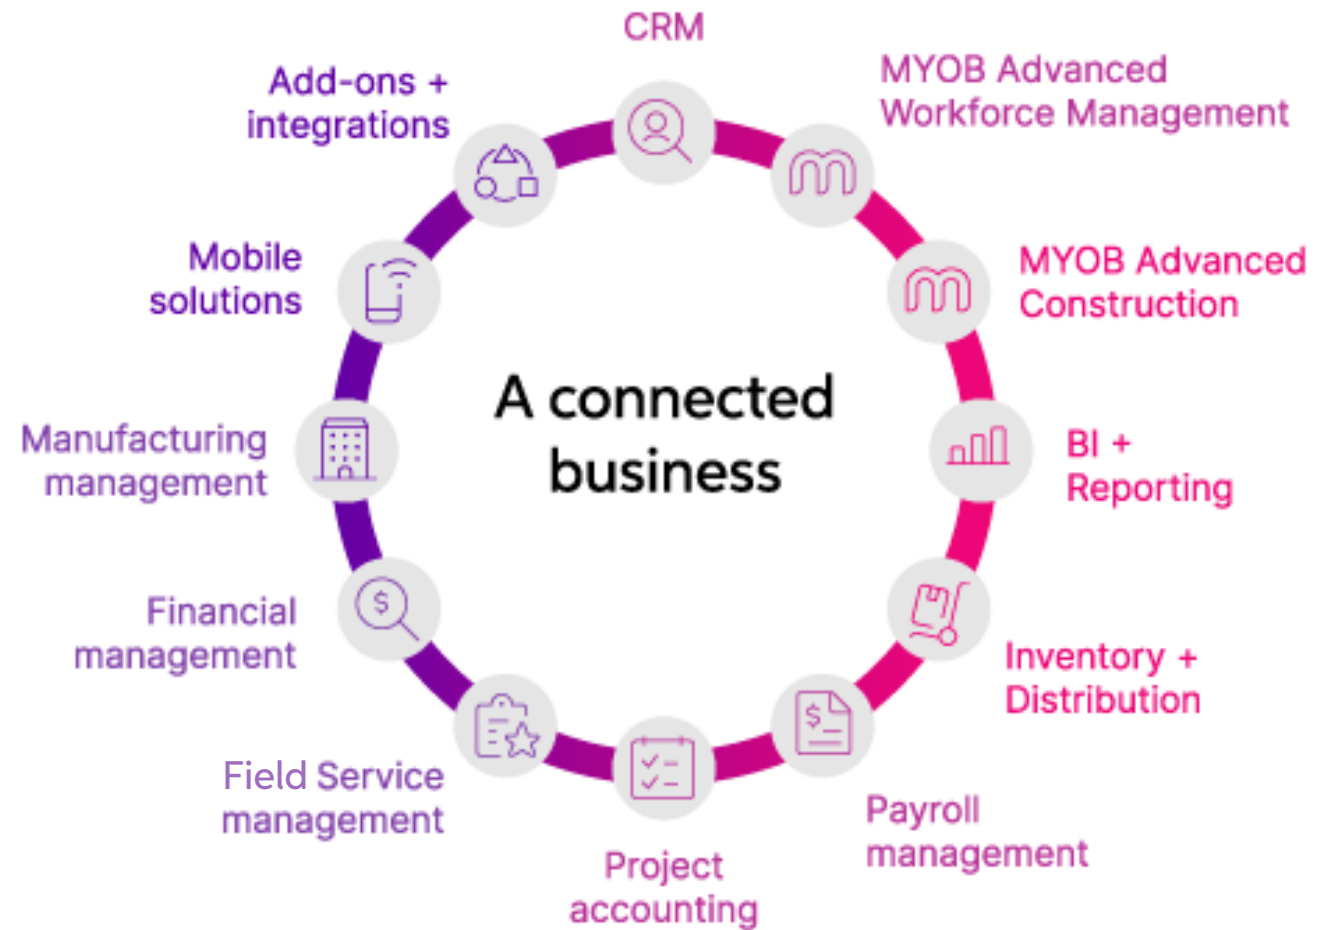 CRM
MYOB Advanced
Workforce Management
MYOB Advanced
Construction
BI +
Reporting
Inventory +
Distribution
Payroll
management
Project
accounting
Field Service
management
Financial
management
Manufacturing
management
Mobile
solutions
Add-ons +
integrations
A connected
business